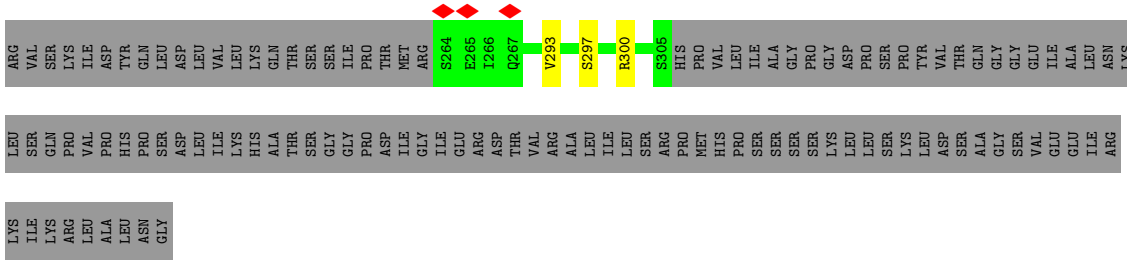 ARG VAL SER LYS ILE ASP TYR GLN LEU ASP ASP LEU VAL LEU LYS GLN THR SER SER ILE PRO THR MET ARG S264 E265 I266 Q267 V293 S297 R300 S305 HIS PRO VAL LEU ILE ALA GLY PRO GLY ASP PRO SER PRO TYR VAL THR GLN GLY GLY GLU ILE ALA LEU ASN LYS
LEU SER GLN PRO VAL PRO HIS PRO SER ASP LEU ILE LYS HIS ALA THR SER GLY GLY PRO ASP ILE GLY ILE GLU ARG ASP THR VAL ARG ALA LEU ILE LEU SER ARG PRO MET HIS PRO SER SER SER SER LYS LEU LEU SER LYS LEU ASP SER ALA GLY SER VAL GLU GLU ILE ARG
LYS ILE LYS ARG LEU ALA LEU ASN GLY